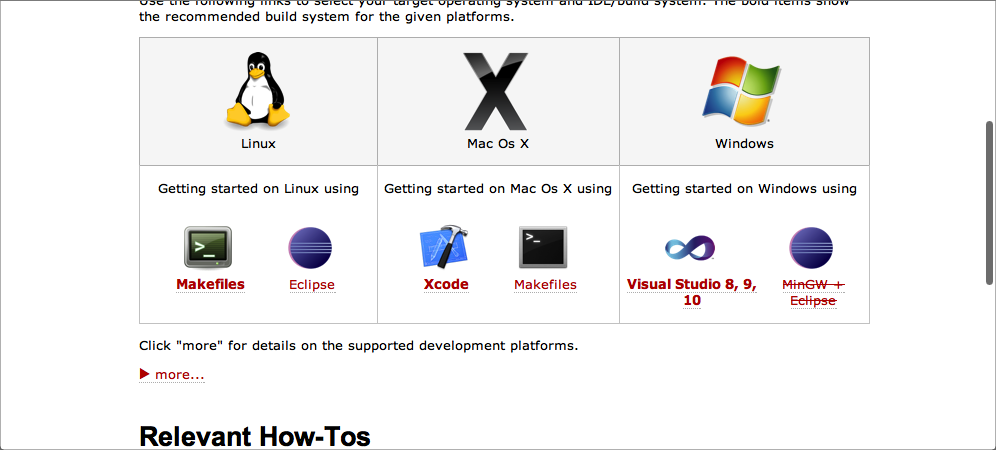 Use the following links to select your target operating system and IDE/build system. The bold items show
the recommended build system for the given platforms.
Linux
Mac Os X
Windows
Getting started on Linux using
Getting started on Mac Os X using
Getting started on Windows using
>_
>_
Makefiles
Eclipse
Xcode
Makefiles
Visual Studio 8, 9,
10
MinGW +
Eclipse
Click "more" for details on the supported development platforms.
more...
Relevant How-Tos